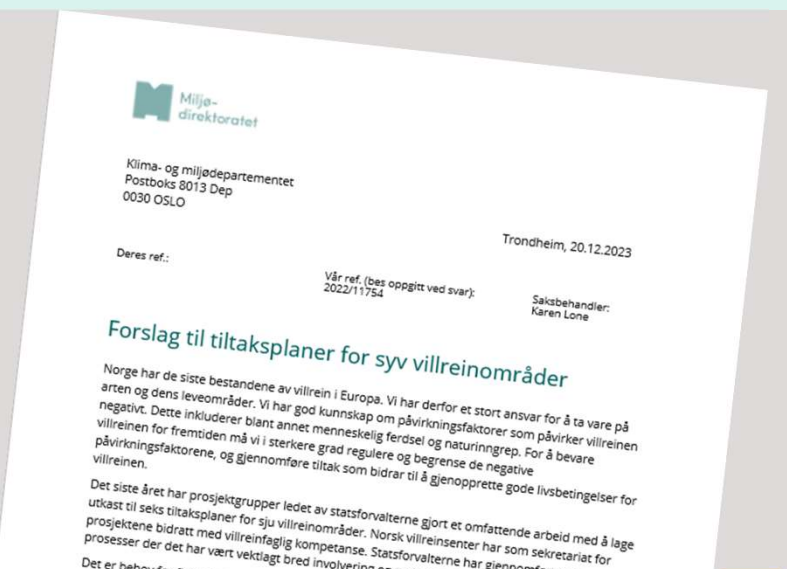 Miljø-
direktoratet
Klima- og miljødepartementet
Postboks 8013 Dep
0030 OSLO
Trondheim, 20.12.2023
Deres ref.:
Vår ref. (bes oppgitt ved svar):
2022/11754
Saksbehandler:
Karen Lone
Forslag til tiltaksplaner for syv villreinområder
Norge har de siste bestandene av villrein i Europa. Vi har derfor et stort ansvar for å ta vare på
arten og dens leveområder. Vi har god kunnskap om påvirkningsfaktorer som påvirker villreinen
negativt. Dette inkluderer blant annet menneskelig ferdsel og naturinngrep. For å bevare
villreinen for fremtiden må vi i sterkere grad regulere og begrense de negative
påvirkningsfaktorene, og gjennomføre tiltak som bidrar til å gjenopprette gode livsbetingelser for
villreinen.
Det siste året har prosjektgrupper ledet av statsforvalterne gjort et omfattende arbeid med å lage
utkast til seks tiltaksplaner for sju villreinområder. Norsk villreinsenter har som sekretariat for
prosjektene bidratt med villreinfaglig kompetanse. Statsforvalterne har
prosesser der det har vært vektlagt bred involvering
Det er behov